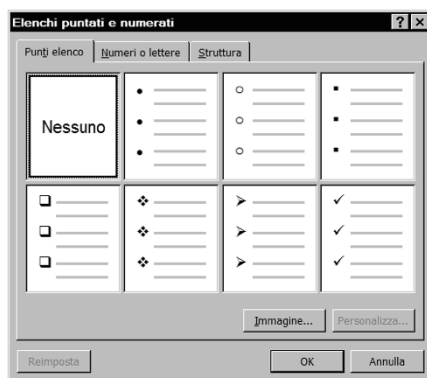 Elenchi puntati e numerati
Punti elenco Numeri o lettere Struttura
Nessuno
Immagine... Personalizza...
Reimposta OK Annulla